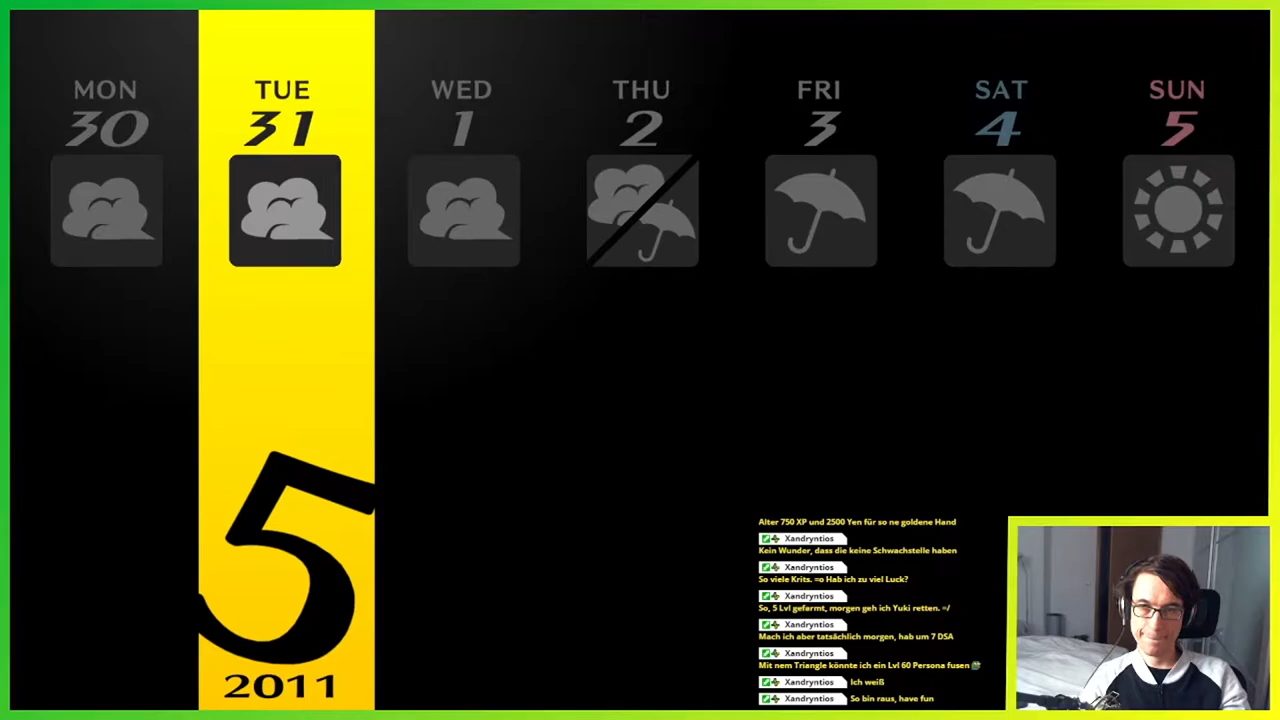 MON TUE WED THU FRI SAT SUN
30 31 1 2 3 4 5
5
2011
Alter 750 XP und 2500 Yen für so ne goldene Hand
Xandryntios
Kein Wunder, dass die keine Schwachstelle haben
Xandryntios
So viele Krits. =o Hab ich zu viel Luck?
Xandryntios
So, 5 Lvl gefarmt, morgen geh ich Yuki retten. =/
Xandryntios
Mach ich aber tatsächlich morgen, hab um 7 DSA
Xandryntios
Mit nem Triangle könnte ich ein Lvl 60 Persona fusen
Xandryntios Ich weiß
Xandryntios So bin raus, have fun